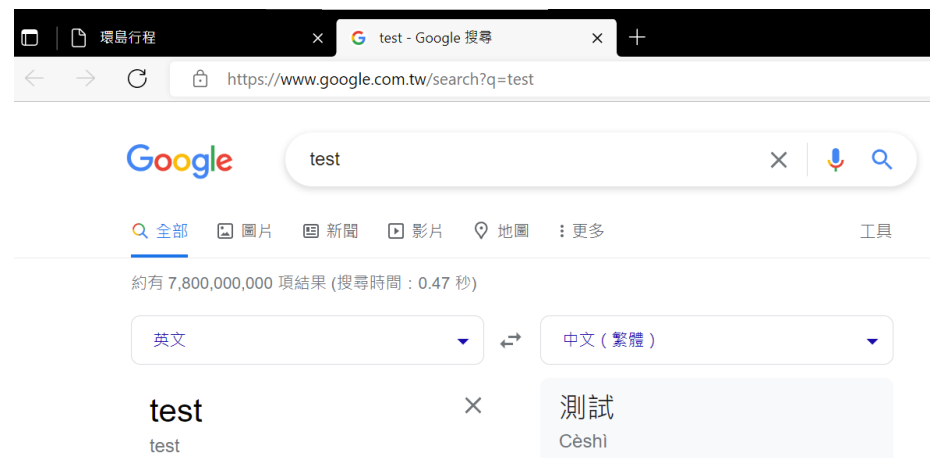 環島行程
test - Google 搜尋
https://www.google.com.tw/search?q=test
Google
test
全部 圖片 新聞 影片 地圖 更多 工具
約有 7,800,000,000 項結果 (搜尋時間：0.47 秒)
英文 中文（繁體）
test 測試
test Cèshì